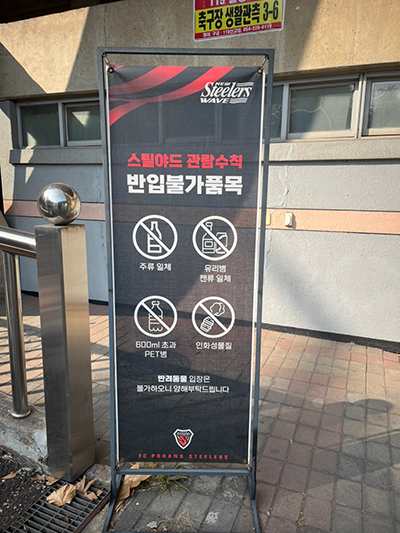 축구장 생활관측 3-6
NEW
Steelers
WAVE
스틸야드 관람수칙
반입불가품목
주류 일체
유리병
캔류 일체
600ml 초과
PET병
인화성물질
반려동물 입장은
불가하오니 양해부탁드립니다
FC POHANG STEELERS